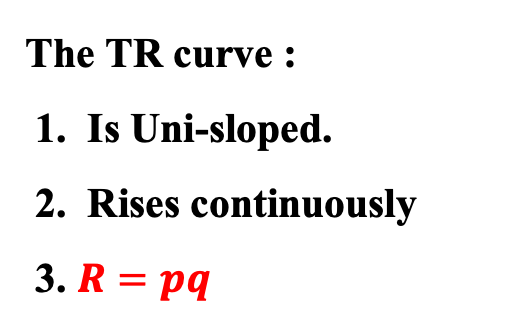 The TR curve :
1. Is Uni-sloped.
2. Rises continuously
3. R = pq